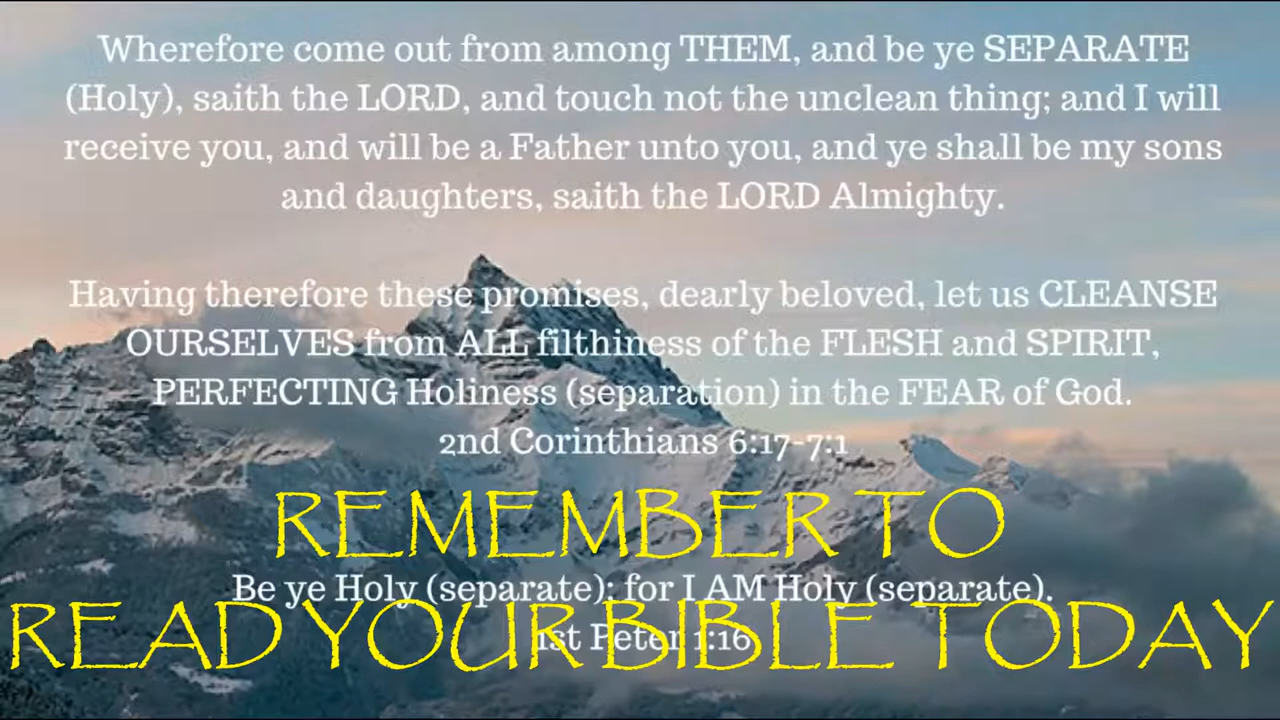 Wherefore come out from among THEM, and be ye SEPARATE
(Holy), saith the LORD, and touch not the unclean thing; and I will
receive you, and will be a Father unto you, and ye shall be my sons
and daughters, saith the LORD Almighty.
Having therefore these promises, dearly beloved, let us CLEANSE
OURSELVES from ALL filthiness of the FLESH and SPIRIT,
PERFECTING Holiness (separation) in the FEAR of God.
2nd Corinthians 6:17-7:1
REMEMBER TO
Be ye Holy (separate); for I AM Holy (separate).
READ YOUR BIBLE TODAY
1st Peter 1:16